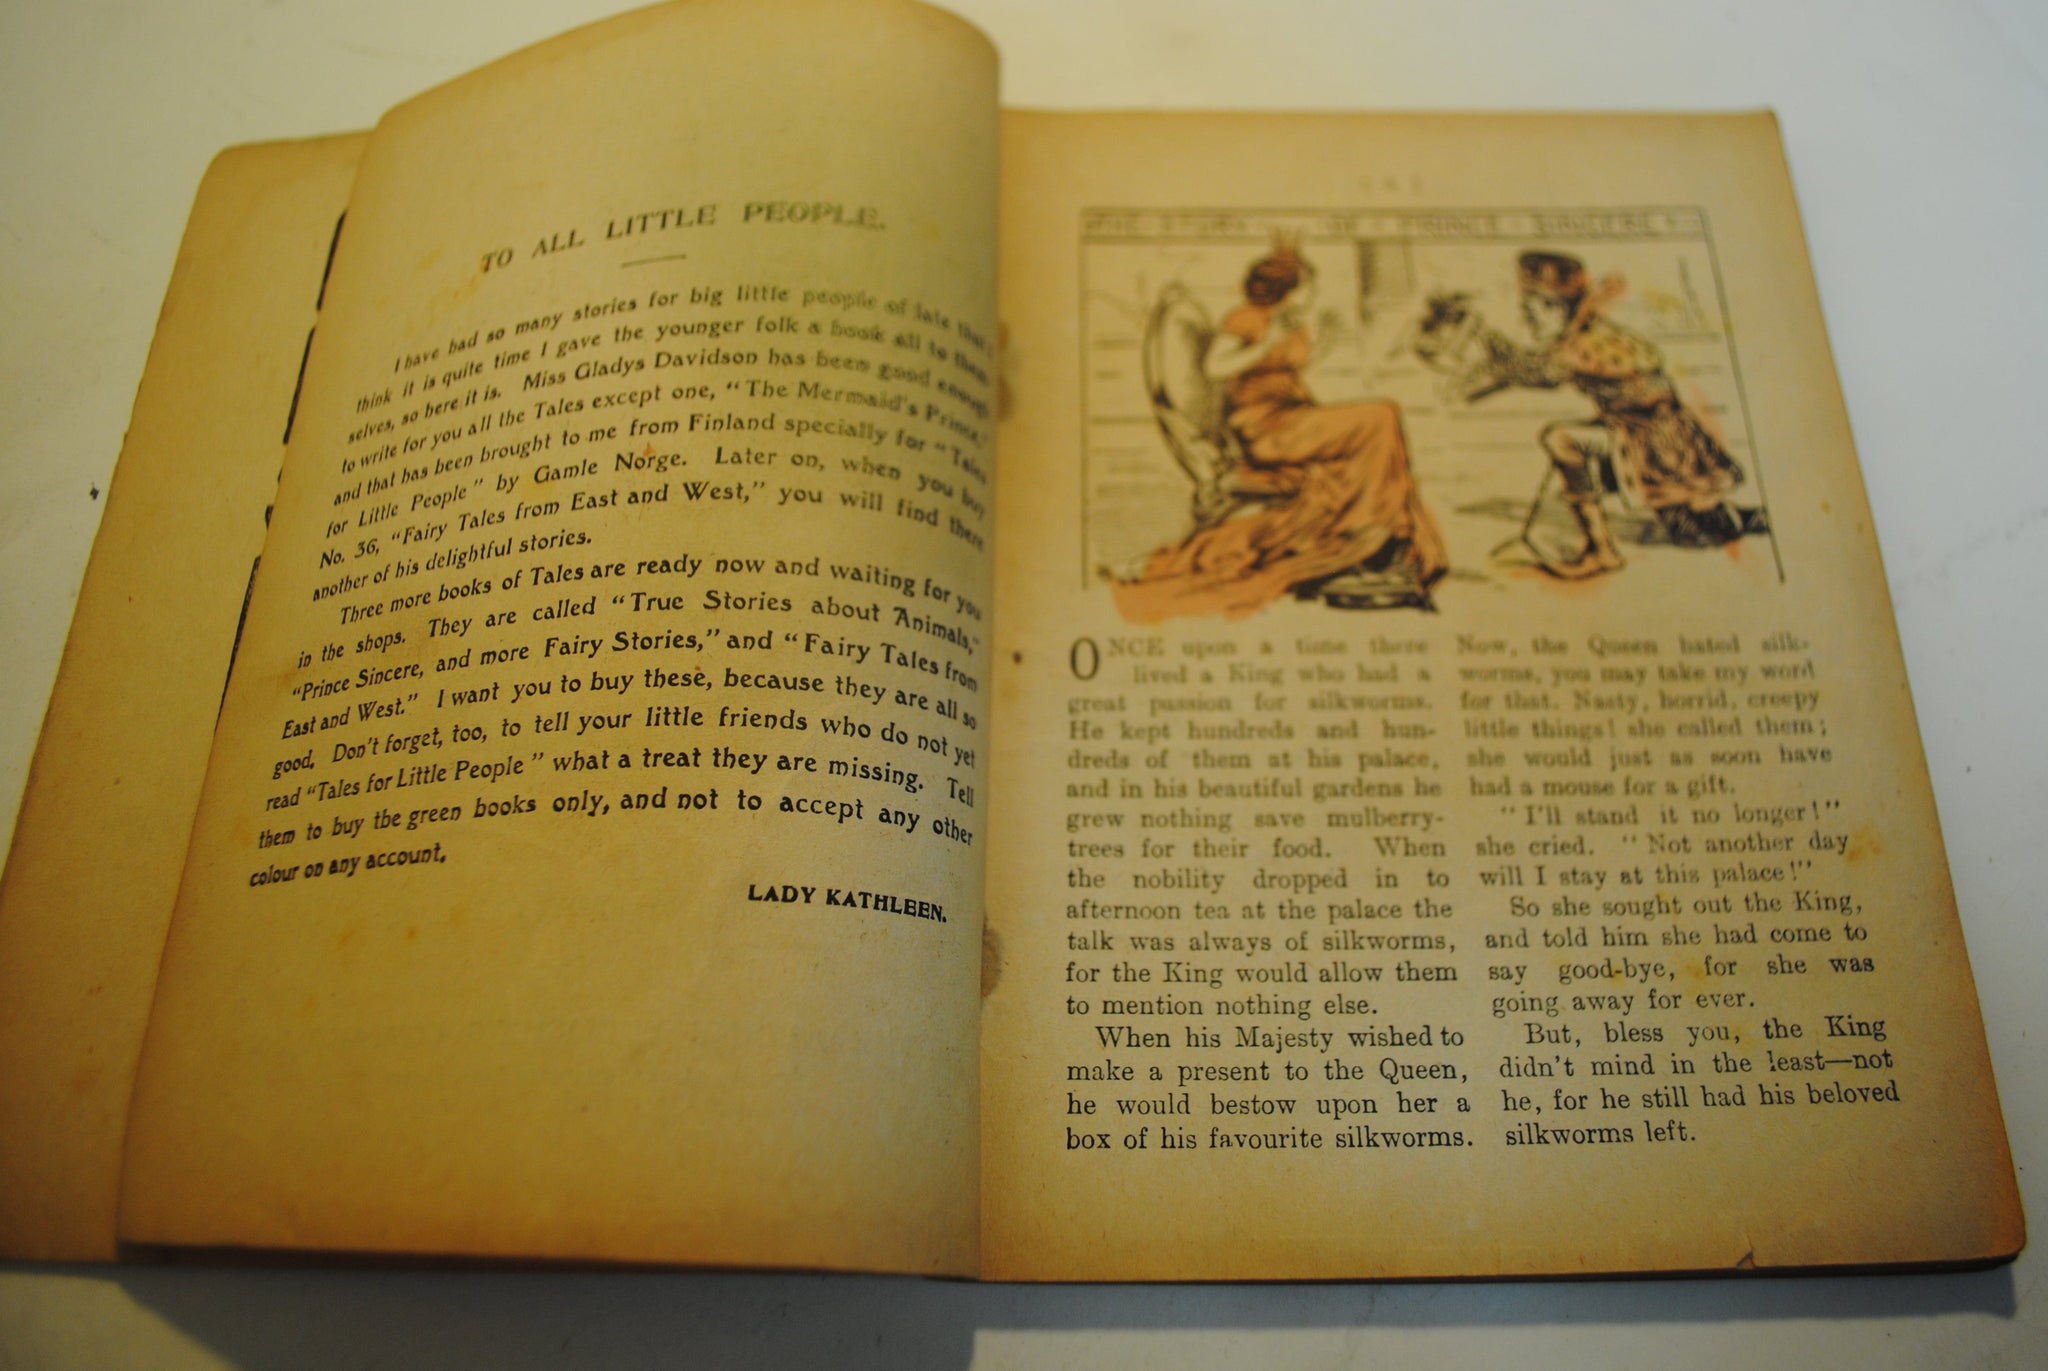 TO ALL LITTLE PEOPLE.
I have had so many stories for big little people of late that I
think it is quite time I gave the younger folk a book all to them-
selves, so here it is. Miss Gladys Davidson has been good enough
to write for you all the Tales except one, "The Mermaid's Prince,"
and that has been brought to me from Finland specially for "Tales
for Little People" by Gamle Norge. Later on, when you buy
No. 36, "Fairy Tales from East and West," you will find there
another of his delightful stories.
Three more books of Tales are ready now and waiting for you
in the shops. They are called "True Stories about Animals,"
"Prince Sincere, and more Fairy Stories," and "Fairy Tales from
East and West." I want you to buy these, because they are all so
good. Don't forget, too, to tell your little friends who do not yet
read "Tales for Little People" what a treat they are missing. Tell
them to buy the green books only, and not to accept any other
colour on any account.
LADY KATHLEEN.
ONCE upon a time there
lived a King who had a
great passion for silkworms.
He kept hundreds and hun-
dreds of them at his palace,
and in his beautiful gardens he
grew nothing save mulberry-
trees for their food. When
the nobility dropped in to
afternoon tea at the palace the
talk was always of silkworms,
for the King would allow them
to mention nothing else.
When his Majesty wished to
make a present to the Queen,
he would bestow upon her a
box of his favourite silkworms.
Now, the Queen hated silk-
worms, you may take my word
for that. Nasty, horrid, creepy
little things! she called them;
she would just as soon have
had a mouse for a gift.
"I'll stand it no longer!"
she cried. "Not another day
will I stay at this palace!"
So she sought out the King,
and told him she had come to
say good-bye, for she was
going away for ever.
But, bless you, the King
didn't mind in the least—not
he, for he still had his beloved
silkworms left.